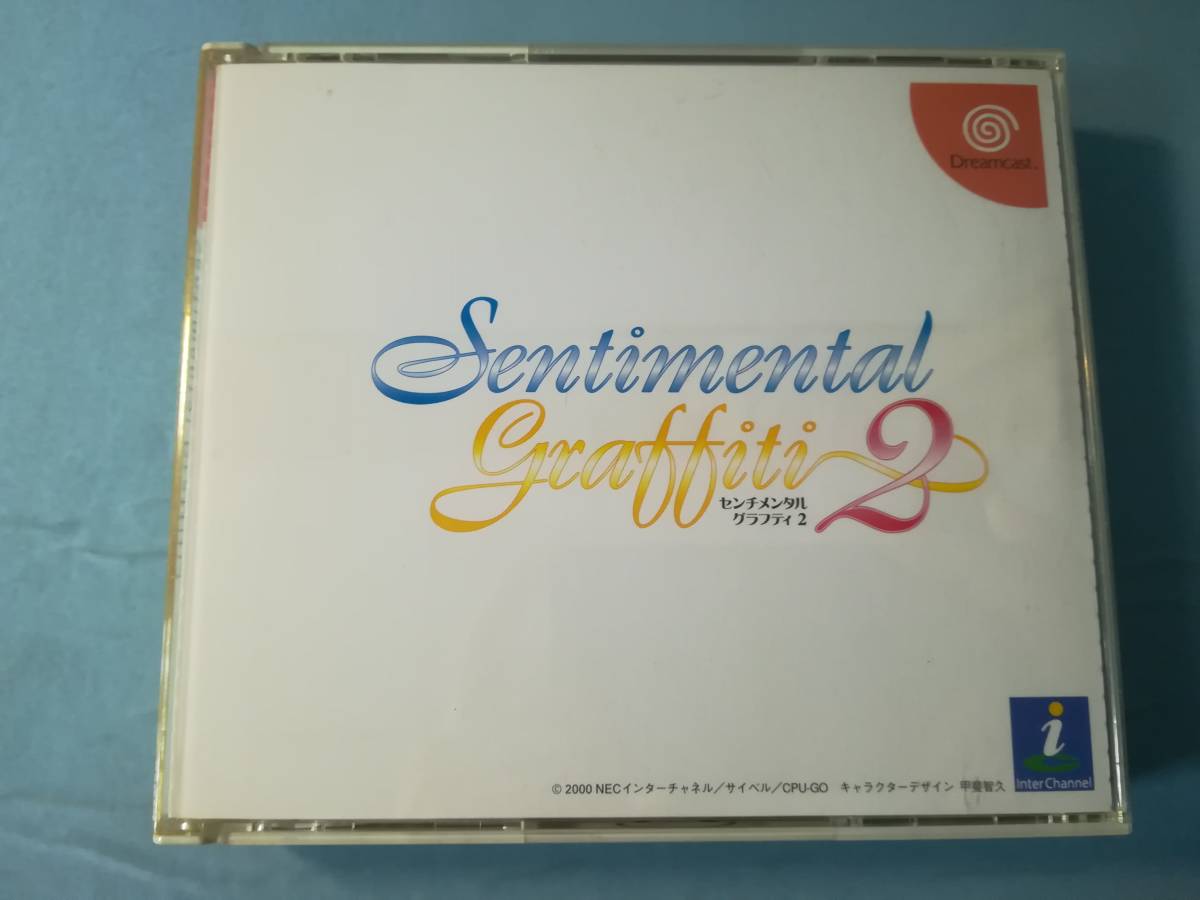 Dreamcast™
Sentimental
Graffiti 2
センチメンタル
グラフティ 2
i
Inter Channel
© 2000 NECインターチャネル／サイベル／CPU-GO キャラクターデザイン 甲斐智久